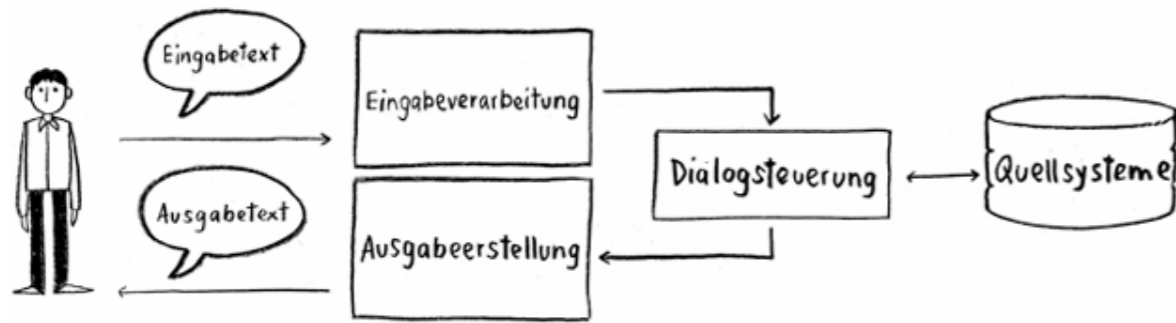 Eingabetext
Eingabeverarbeitung
Dialogsteuerung
Quellsysteme
Ausgabetext
Ausgabeerstellung